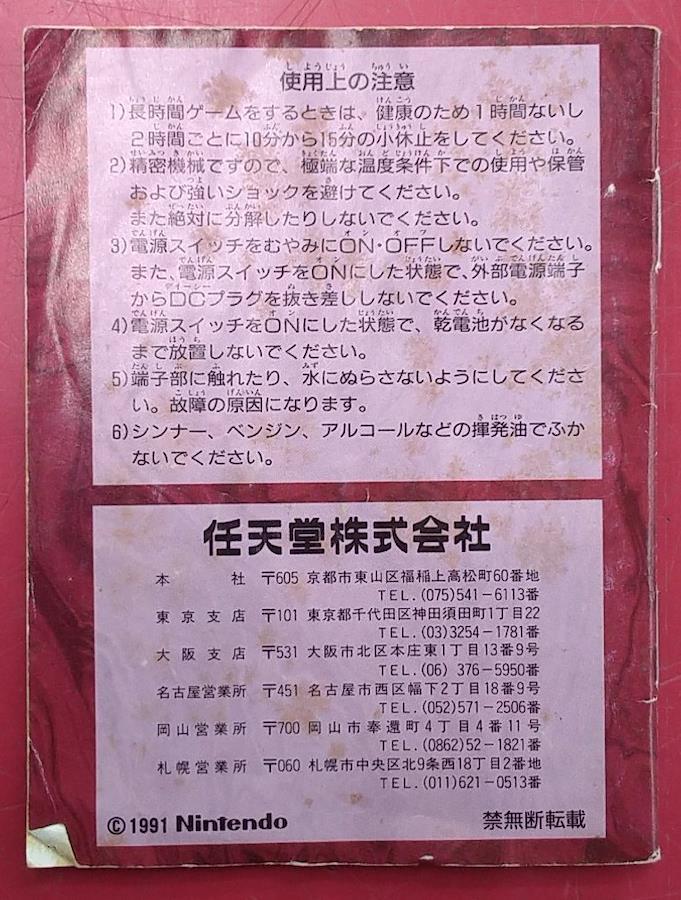 使用上の注意
1)長時間ゲームをするときは、健康のため1時間ないし
2時間ごとに10分から15分の小休止をしてください。
2)精密機械ですので、極端な温度条件下での使用や保管
および強いショックを避けてください。
また絶対に分解したりしないでください。
3)電源スイッチをむやみにON・OFFしないでください。
また、電源スイッチをONにした状態で、外部電源端子
からDCプラグを抜き差ししないでください。
4)電源スイッチをONにした状態で、乾電池がなくなる
まで放置しないでください。
5)端子部に触れたり、水にぬらさないようにしてくださ
い。故障の原因になります。
6)シンナー、ベンジン、アルコールなどの揮発油でふか
ないでください。
任天堂株式会社
本社 〒605 京都市東山区福稲上高松町60番地
TEL.(075)541-6113番
東京支店 〒101 東京都千代田区神田須田町1丁目22
TEL.(03)3254-1781番
大阪支店 〒531 大阪市北区本庄東1丁目13番9号
TEL.(06) 376-5950番
名古屋営業所 〒451 名古屋市西区幅下2丁目18番9号
TEL.(052)571-2506番
岡山営業所 〒700 岡山市奉還町4丁目4番11号
TEL.(0862)52-1821番
札幌営業所 〒060 札幌市中央区北9条西18丁目2番地
TEL.(011)621-0513番
©1991 Nintendo 禁無断転載